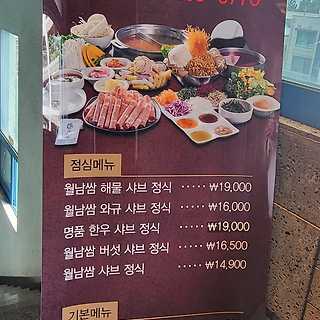 점심메뉴
월남쌈 해물 샤브 정식 ····· ₩19,000
월남쌈 와규 샤브 정식 ····· ₩16,000
명품 한우 샤브 정식 ····· ₩19,000
월남쌈 버섯 샤브 정식 ····· ₩16,500
월남쌈 샤브 정식 ····· ₩14,900
기본메뉴